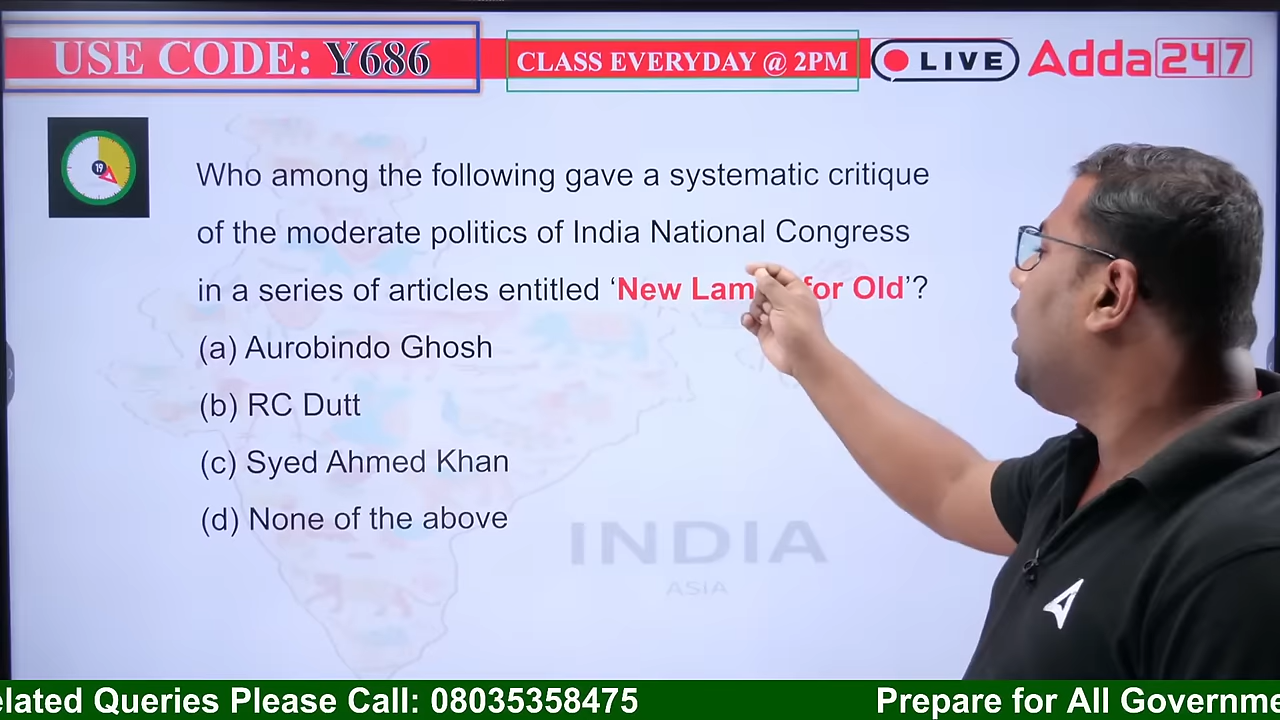 USE CODE: Y686
CLASS EVERYDAY @ 2PM
LIVE
Adda247
19
Who among the following gave a systematic critique
of the moderate politics of India National Congress
in a series of articles entitled ‘New Lam for Old’?
(a) Aurobindo Ghosh
(b) RC Dutt
(c) Syed Ahmed Khan
(d) None of the above
INDIA
ASIA
elated Queries Please Call: 08035358475
Prepare for All Governme